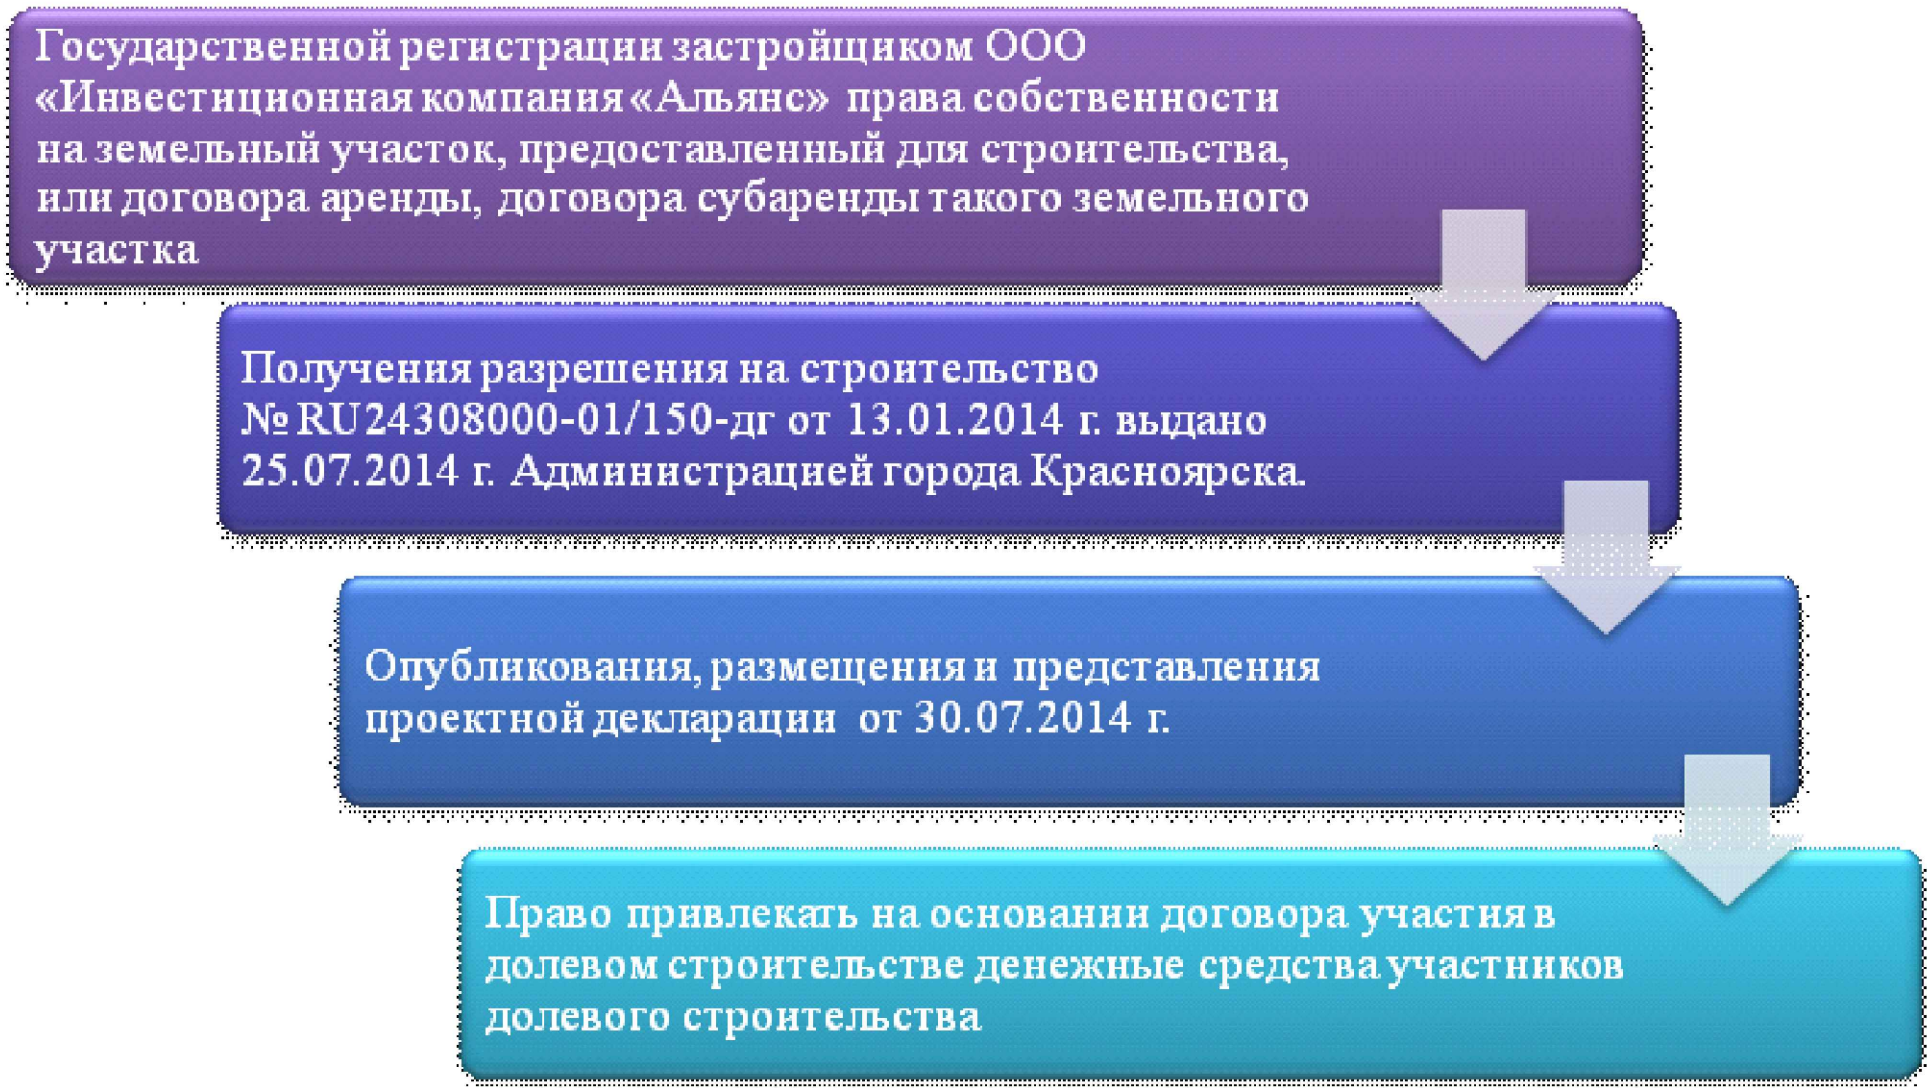 Государственной регистрации застройщиком ООО
«Инвестиционная компания «Альянс» права собственности
на земельный участок, предоставленный для строительства,
или договора аренды, договора субаренды такого земельного
участка
Получения разрешения на строительство
№ RU24308000-01/150-дг от 13.01.2014 г. выдано
25.07.2014 г. Администрацией города Красноярска.
Опубликования, размещения и представления
проектной декларации от 30.07.2014 г.
Право привлекать на основании договора участия в
долевом строительстве денежные средства участников
долевого строительства